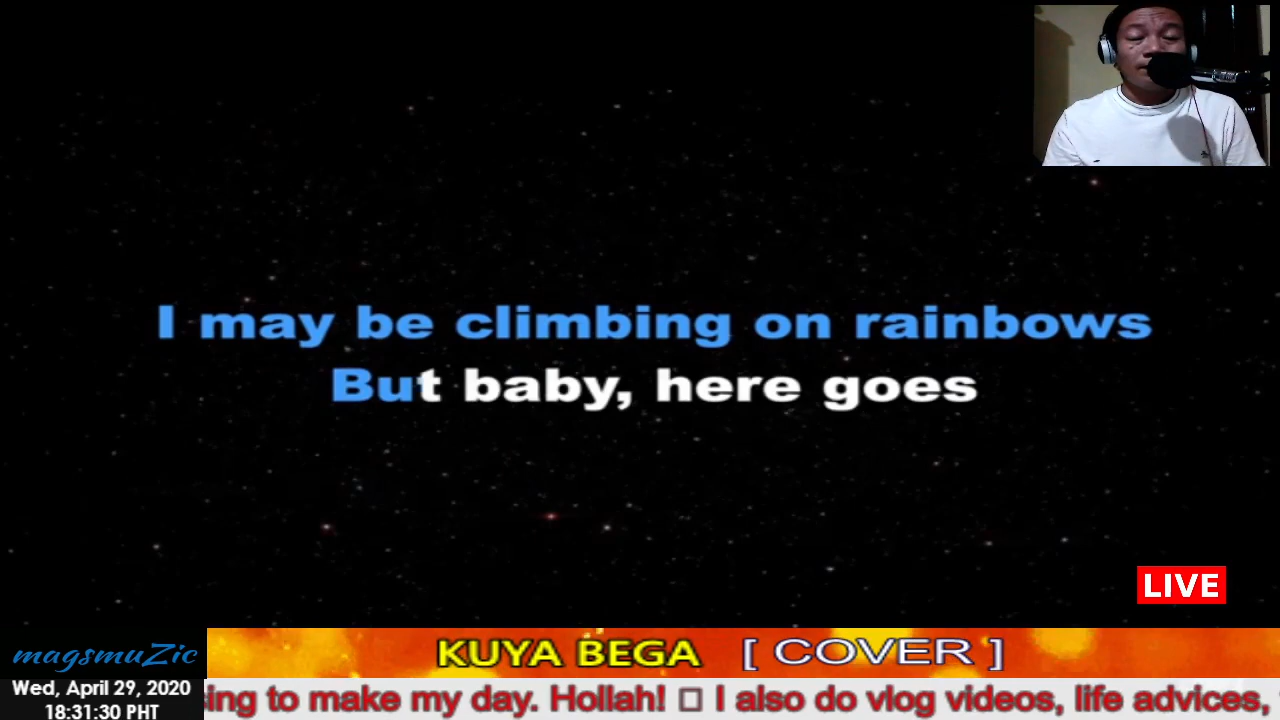 I may be climbing on rainbows
But baby, here goes
LIVE
KUYA BEGA [ COVER ]
magsmuZic
Wed, April 29, 2020
18:31:30 PHT
sing to make my day. Hollah! □ I also do vlog videos, life advices,